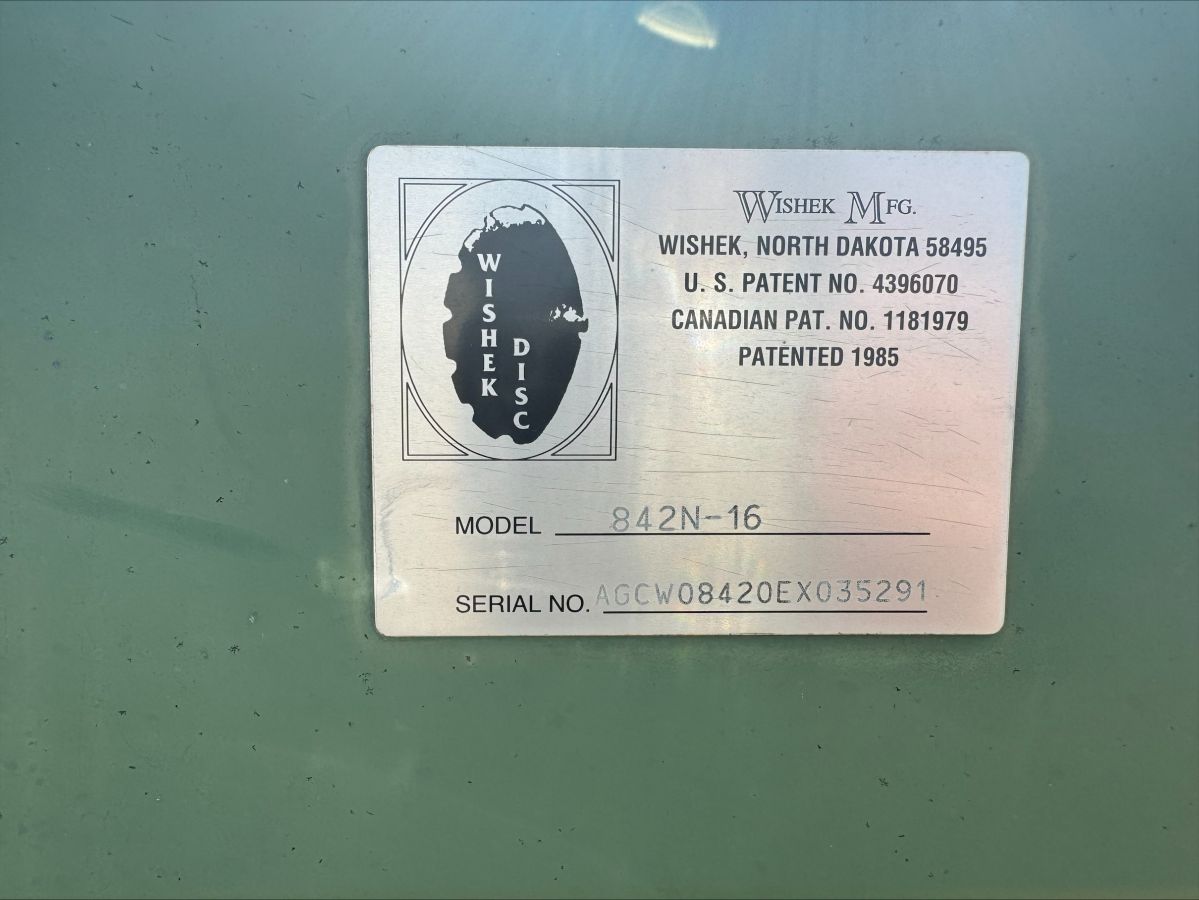 WISHEK
DISC
WISHEK MFG.
WISHEK, NORTH DAKOTA 58495
U. S. PATENT NO. 4396070
CANADIAN PAT. NO. 1181979
PATENTED 1985
MODEL 842N-16
SERIAL NO. AGCW08420EX035291